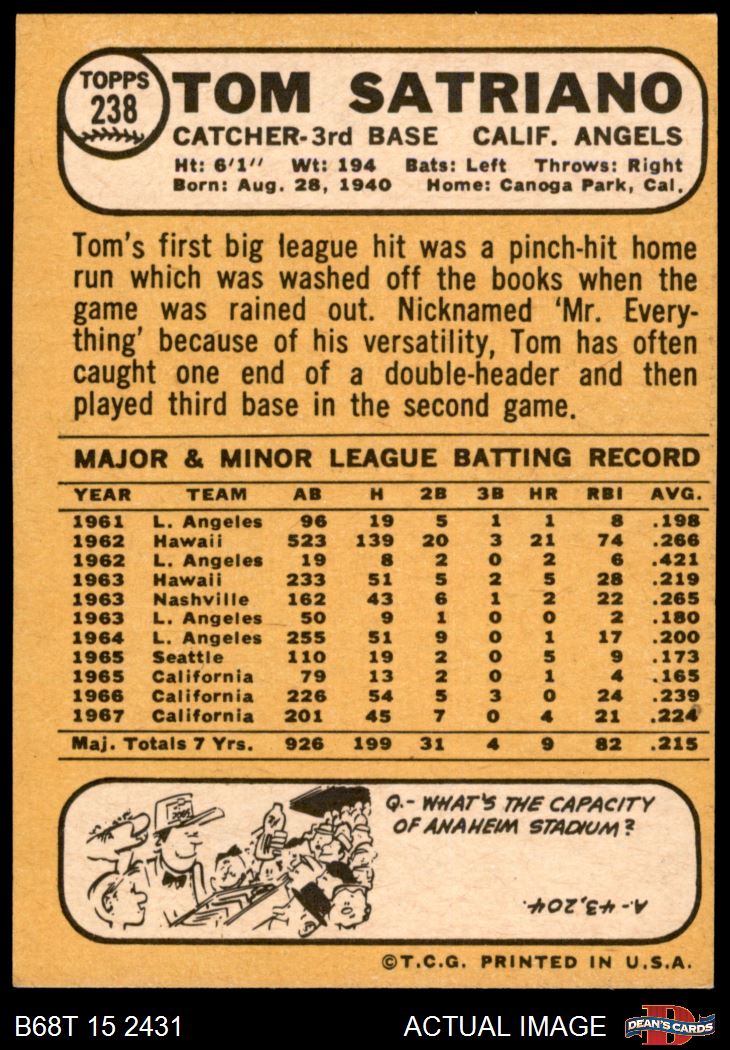 TOPPS
238
TOM SATRIANO
CATCHER-3rd BASE CALIF. ANGELS
Ht: 6'1" Wt: 194 Bats: Left Throws: Right
Born: Aug. 28, 1940 Home: Canoga Park, Cal.
Tom's first big league hit was a pinch-hit home
run which was washed off the books when the
game was rained out. Nicknamed 'Mr. Every-
thing' because of his versatility, Tom has often
caught one end of a double-header and then
played third base in the second game.
MAJOR & MINOR LEAGUE BATTING RECORD
YEAR TEAM AB H 2B 3B HR RBI AVG.
1961 L. Angeles 96 19 5 1 1 8 .198
1962 Hawaii 523 139 20 3 21 74 .266
1962 L. Angeles 19 8 2 0 2 6 .421
1963 Hawaii 233 51 5 2 5 28 .219
1963 Nashville 162 43 6 1 2 22 .265
1963 L. Angeles 50 9 1 0 0 2 .180
1964 L. Angeles 255 51 9 0 1 17 .200
1965 Seattle 110 19 2 0 5 9 .173
1965 California 79 13 2 0 1 4 .165
1966 California 226 54 5 3 0 24 .239
1967 California 201 45 7 0 4 21 .224
Maj. Totals 7 Yrs. 926 199 31 4 9 82 .215
Q.- WHAT'S THE CAPACITY
OF ANAHEIM STADIUM?
A-43,204.
©T.C.G. PRINTED IN U.S.A.
B68T 15 2431 ACTUAL IMAGE
D
DEAN'S CARDS